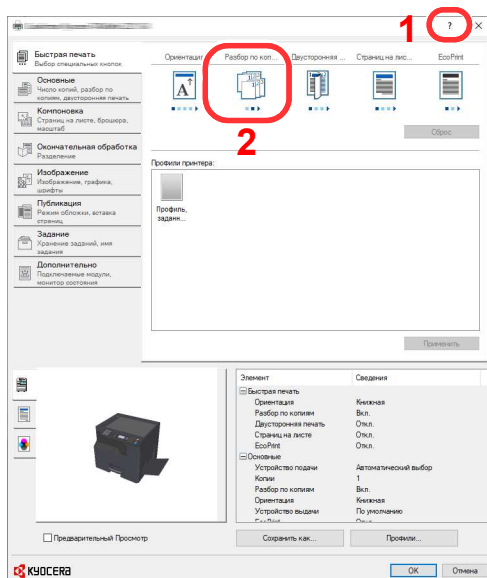 1
?
Быстрая печать
Выбор специальных кнопок
Основные
Число копий, разбор по
копиям, двусторонняя печать
Компоновка
Страниц на листе, брошюра,
масштаб
Окончательная обработка
Разделение
Изображение
Изображение, графика,
шрифты
Публикация
Режим обложки, вставка
страниц
Задание
Хранение заданий, имя
задания
Дополнительно
Подключаемые модули,
монитор состояния
Ориентация
Разбор по коп...
Двусторонняя ...
Страниц на лис...
EcoPrint
A
2
Сброс
Профили принтера:
Профиль,
заданн...
Применить
Элемент Сведения
Быстрая печать
Ориентация Книжная
Разбор по копиям Вкл.
Двусторонняя печать Откл.
Страниц на листе Откл.
EcoPrint Откл.
Основные
Устройство подачи Автоматический выбор
Копии 1
Разбор по копиям Вкл.
Ориентация Книжная
Устройство выдачи По умолчанию
Предварительный Просмотр
Сохранить как...
Профили...
KYOCERA
OK
Отмена